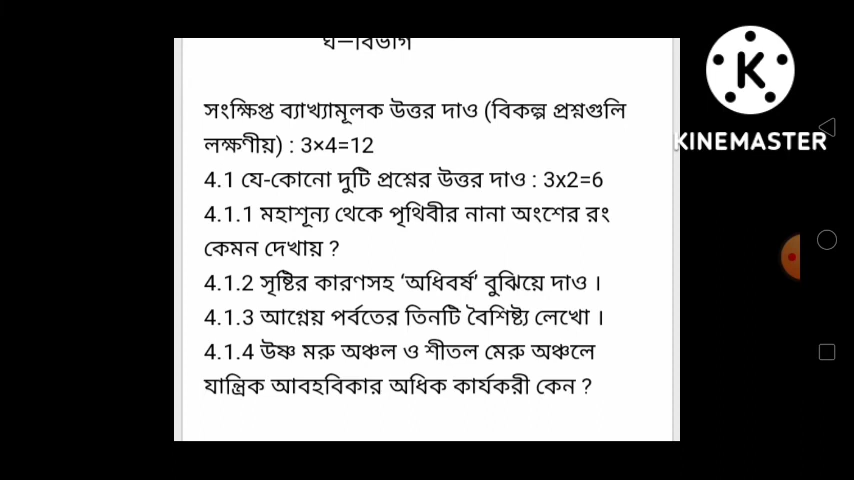 ঘ—বিভাগ
সংক্ষিপ্ত ব্যাখ্যামূলক উত্তর দাও (বিকল্প প্রশ্নগুলি
লক্ষণীয়) : 3×4=12
4.1 যে-কোনো দুটি প্রশ্নের উত্তর দাও : 3x2=6
4.1.1 মহাশূন্য থেকে পৃথিবীর নানা অংশের রং
কেমন দেখায় ?
4.1.2 সৃষ্টির কারণসহ ‘অধিবর্ষ’ বুঝিয়ে দাও ।
4.1.3 আগ্নেয় পর্বতের তিনটি বৈশিষ্ট্য লেখো ।
4.1.4 উষ্ণ মরু অঞ্চল ও শীতল মেরু অঞ্চলে
যান্ত্রিক আবহবিকার অধিক কার্যকরী কেন ?
K
KINEMASTER